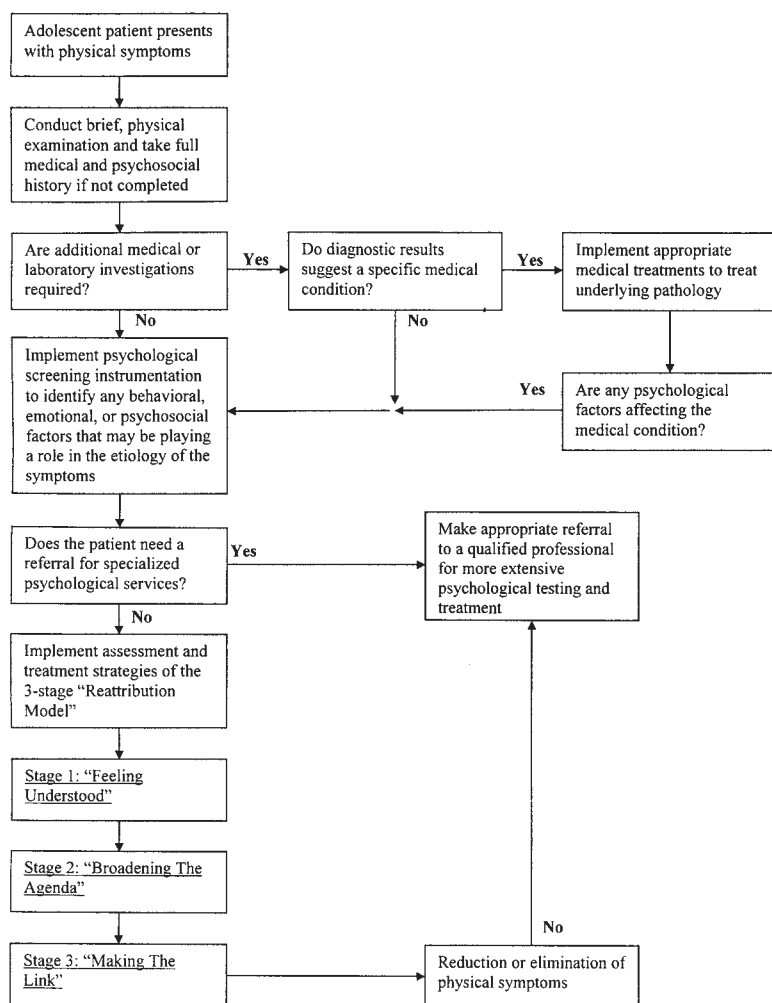 Adolescent patient presents
with physical symptoms
Conduct brief, physical
examination and take full
medical and psychosocial
history if not completed
Are additional medical or
laboratory investigations
required?
Yes
Do diagnostic results
suggest a specific medical
condition?
Yes
Implement appropriate
medical treatments to treat
underlying pathology
No
No
Implement psychological
screening instrumentation
to identify any behavioral,
emotional, or psychosocial
factors that may be playing
a role in the etiology of the
symptoms
Yes
Are any psychological
factors affecting the
medical condition?
Does the patient need a
referral for specialized
psychological services?
Yes
Make appropriate referral
to a qualified professional
for more extensive
psychological testing and
treatment
No
Implement assessment and
treatment strategies of the
3-stage “Reattribution
Model”
Stage 1: “Feeling
Understood”
Stage 2: “Broadening The
Agenda”
Stage 3: “Making The
Link”
No
Reduction or elimination of
physical symptoms